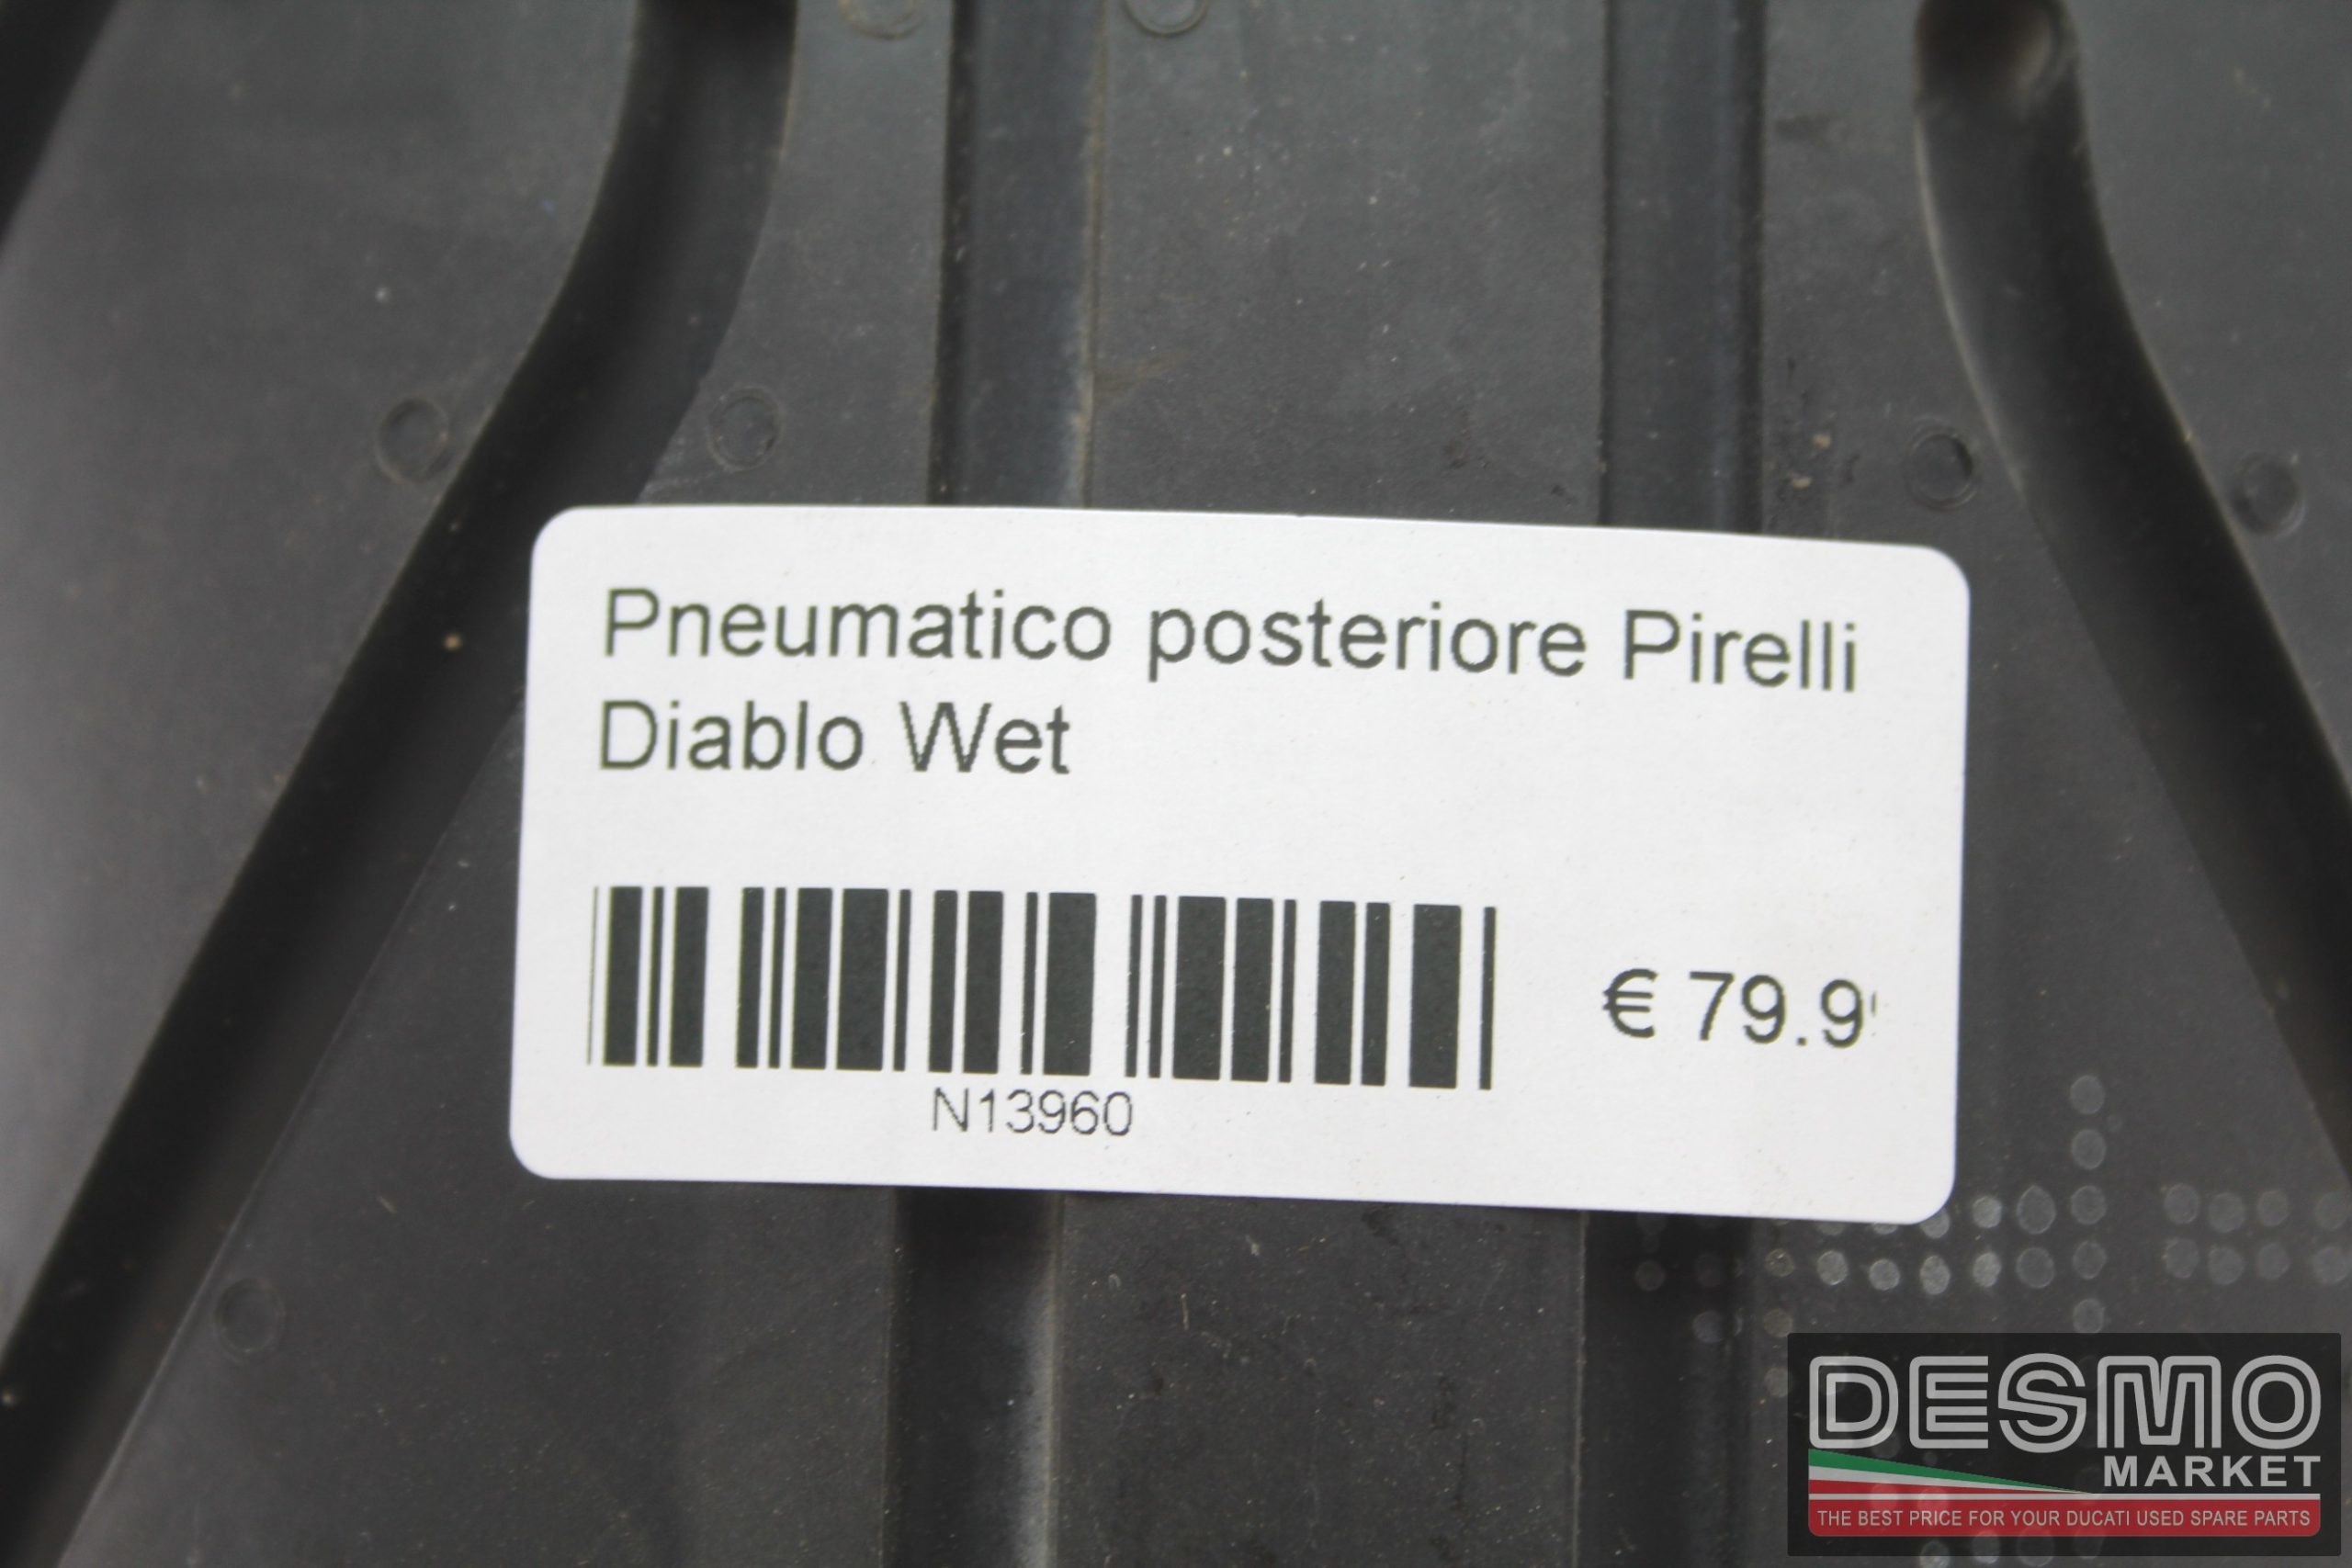 Pneumatico posteriore Pirelli
Diablo Wet
€ 79.9
N13960
DESMO
MARKET
THE BEST PRICE FOR YOUR DUCATI USED SPARE PARTS